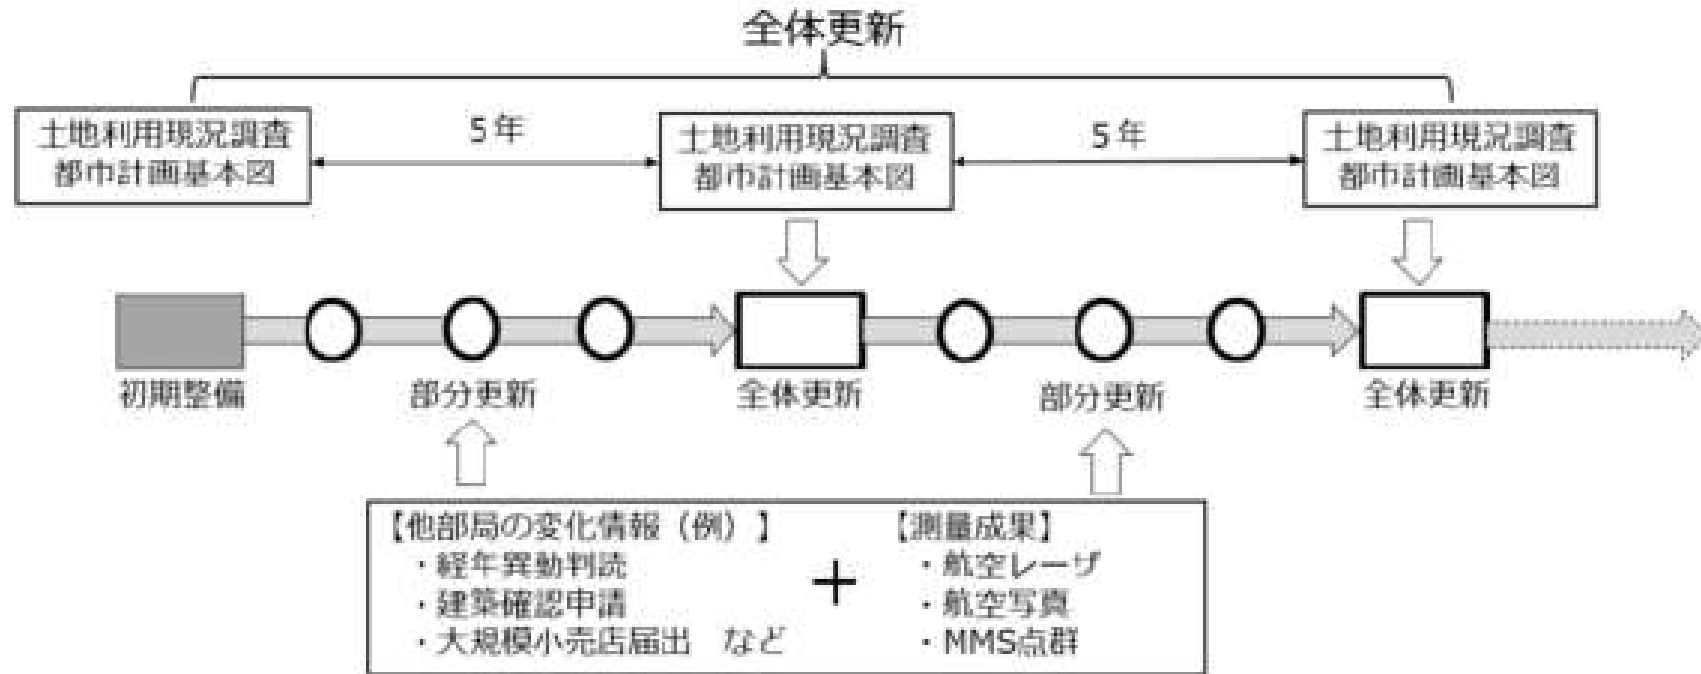 全体更新
土地利用現況調査
都市計画基本図
5年
土地利用現況調査
都市計画基本図
5年
土地利用現況調査
都市計画基本図
初期整備
部分更新
全体更新
部分更新
全体更新
【他部局の変化情報（例）】
・経年異動判読
・建築確認申請
・大規模小売店届出 など
＋
【測量成果】
・航空レーザ
・航空写真
・MMS点群